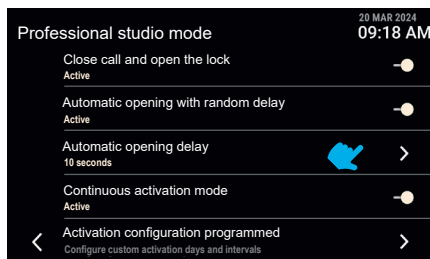 20 MAR 2024
Professional studio mode
09:18 AM
Close call and open the lock
Active
Automatic opening with random delay
Active
Automatic opening delay
10 seconds
Continuous activation mode
Active
Activation configuration programmed
Configure custom activation days and intervals